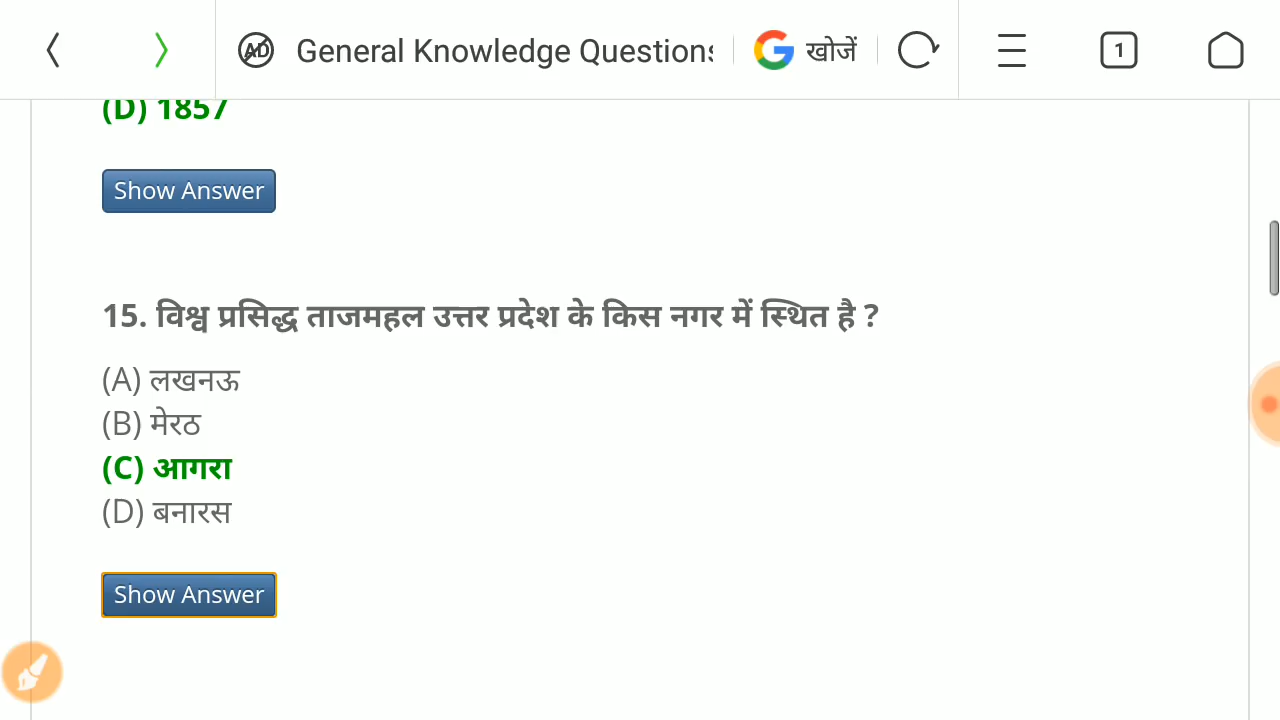 AD General Knowledge Questions खोजें 1
(D) 1857
Show Answer
15. विश्व प्रसिद्ध ताजमहल उत्तर प्रदेश के किस नगर में स्थित है ?
(A) लखनऊ
(B) मेरठ
(C) आगरा
(D) बनारस
Show Answer